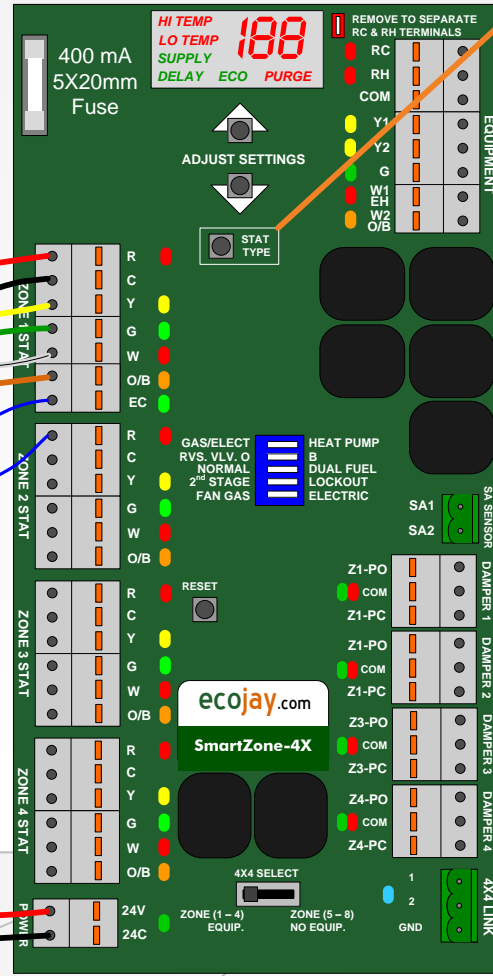 HI TEMP
LO TEMP
SUPPLY
DELAY ECO PURGE
188
REMOVE TO SEPARATE
RC & RH TERMINALS
400 mA
5X20mm
Fuse
ADJUST SETTINGS
STAT
TYPE
RC
RH
COM
Y1
Y2
G
W1
EH
W2
O/B
EQUIPMENT
ZONE 1 STAT
R
C
Y
G
W
O/B
EC
ZONE 2 STAT
R
C
Y
G
W
O/B
GAS/ELECT HEAT PUMP
RVS. VLV. O B
NORMAL DUAL FUEL
2nd STAGE LOCKOUT
FAN GAS ELECTRIC
SA1
SA2
SA SENSOR
ZONE 3 STAT
R
C
Y
G
W
O/B
RESET
Z1-PO
COM
Z1-PC
DAMPER 1
Z1-PO
COM
Z1-PC
DAMPER 2
Z3-PO
COM
Z3-PC
DAMPER 3
Z4-PO
COM
Z4-PC
DAMPER 4
ecojay.com
SmartZone-4X
ZONE 4 STAT
R
C
Y
G
W
O/B
POWER
24V
24C
4X4 SELECT
ZONE (1 – 4)
EQUIP.
ZONE (5 – 8)
NO EQUIP.
1
2
GND
4X4 LINK